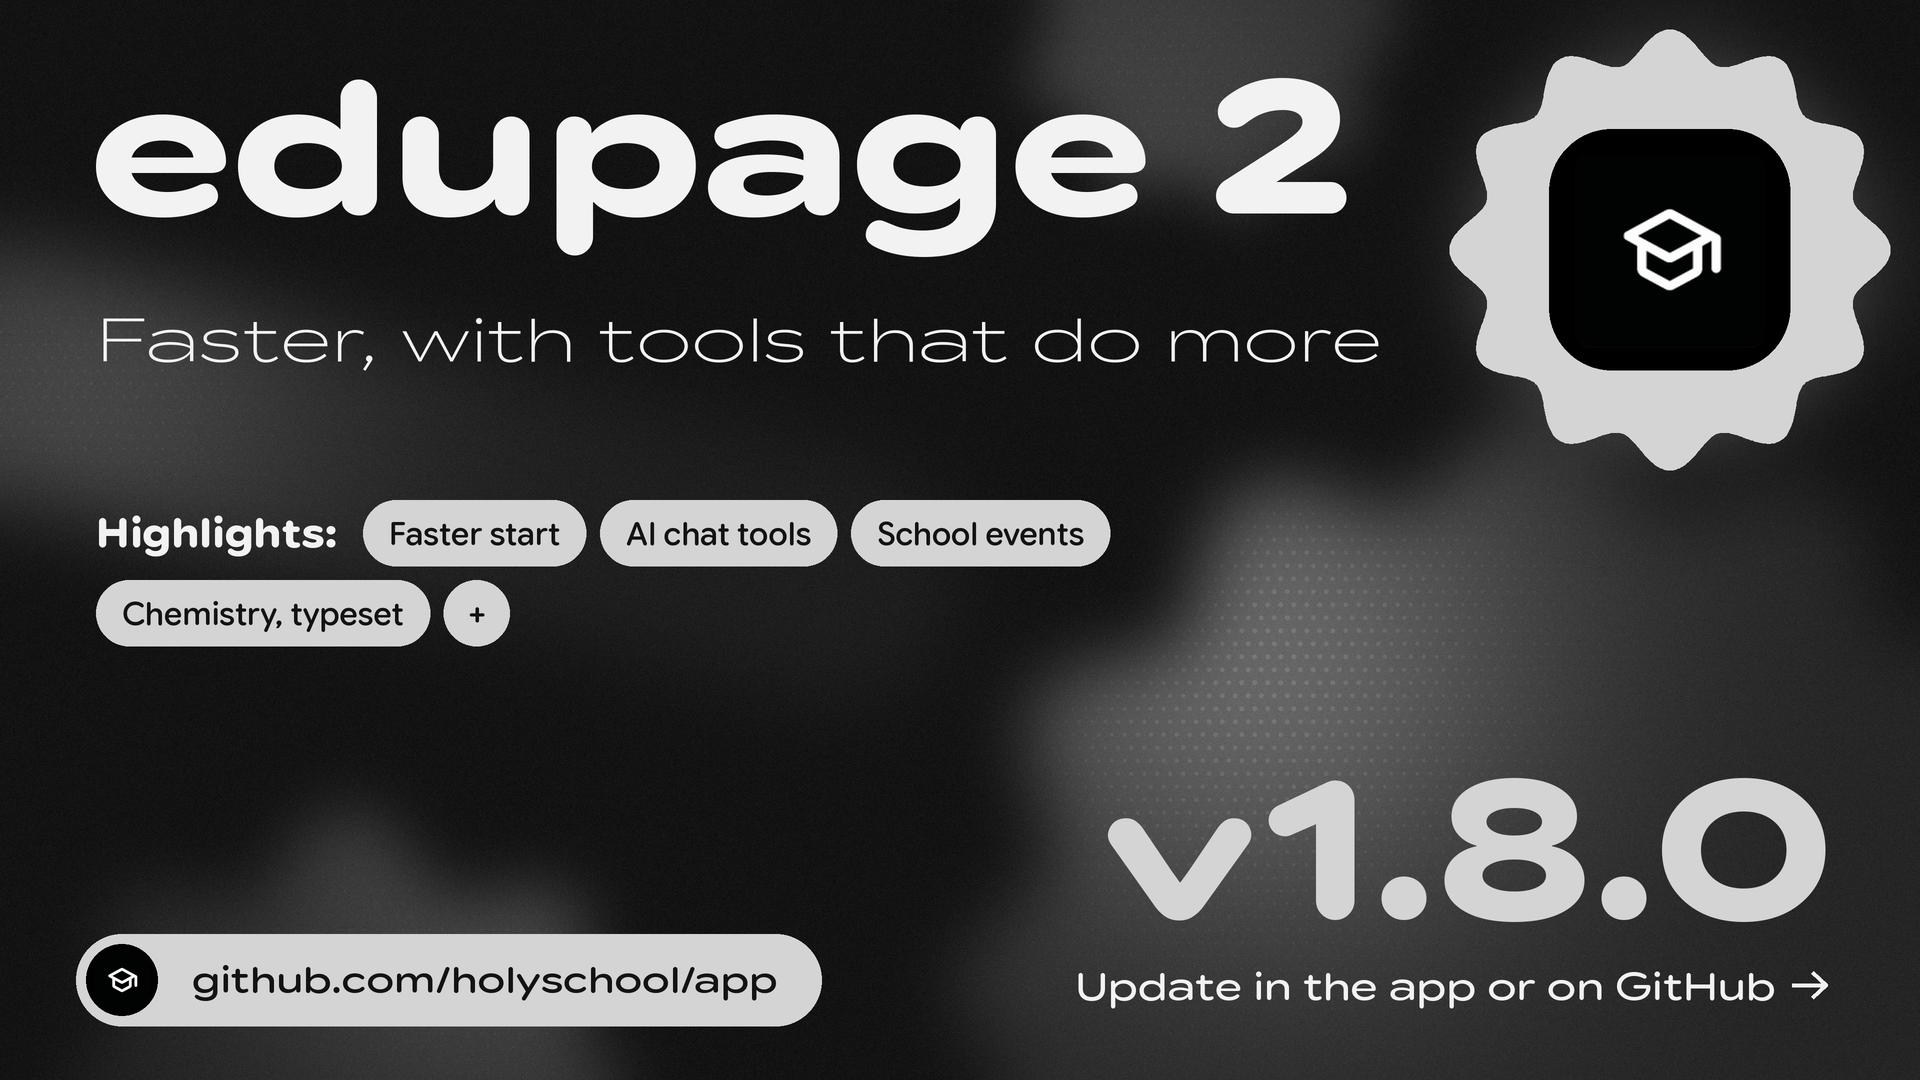 edupage 2
Faster, with tools that do more
Highlights: Faster start AI chat tools School events
Chemistry, typeset +
v1.8.0
github.com/holyschool/app
Update in the app or on GitHub →